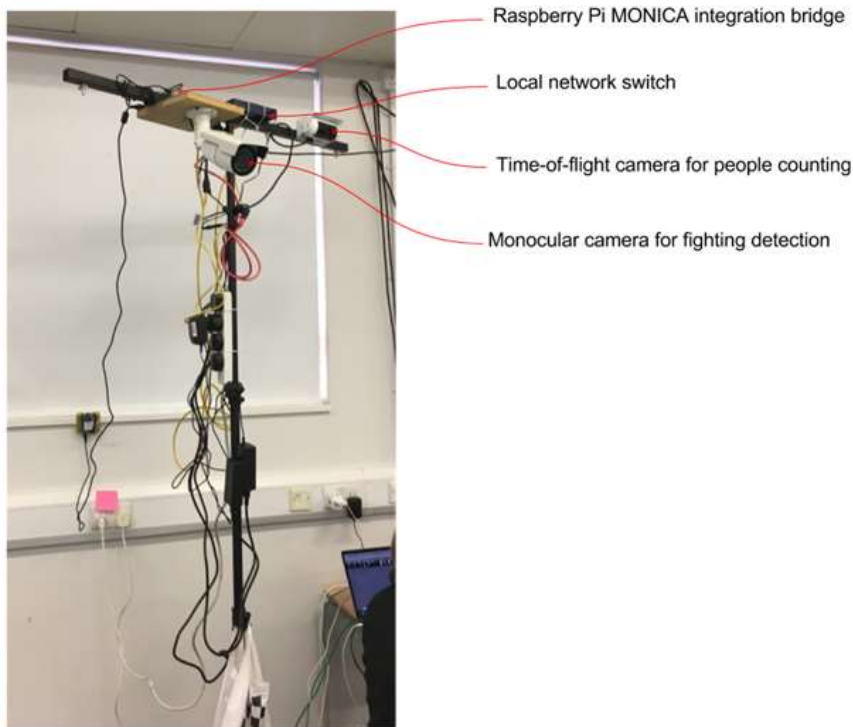 Raspberry Pi MONICA integration bridge
Local network switch
Time-of-flight camera for people counting
Monocular camera for fighting detection